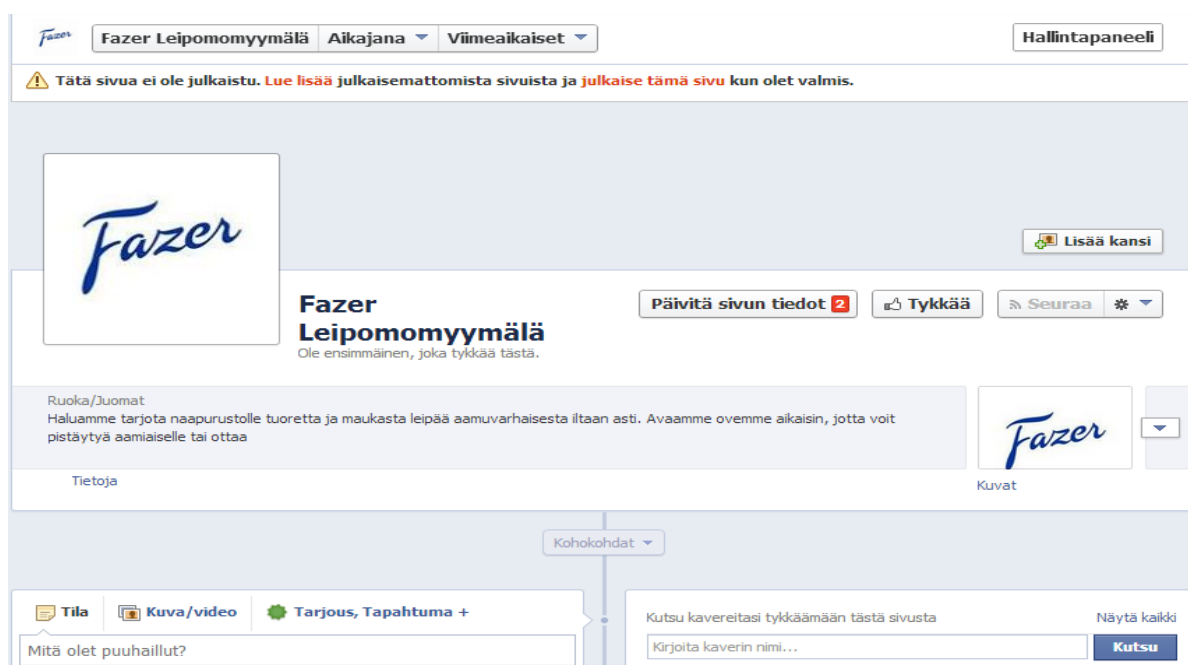 Fazer Fazer Leipomomyymälä Aikajana Viimeaikaiset Hallintapaneeli
Tätä sivua ei ole julkaistu. Lue lisää julkaisemattomista sivuista ja julkaise tämä sivu kun olet valmis.
Fazer
Lisää kansi
Fazer
Leipomomyymälä
Ole ensimmäinen, joka tykkää tästä.
Päivitä sivun tiedot 2 Tykkää Seuraa
Ruoka/Juomat
Haluamme tarjota naapurustolle tuoretta ja maukasta leipää aamuvarhaisesta iltaan asti. Avaamme ovemme aikaisin, jotta voit
pistäytyä aamiaiselle tai ottaa
Fazer
Tietoja
Kuvat
Kohokohdat
Tila Kuva/video Tarjous, Tapahtuma +
Mitä olet puuhaillut?
Kutsu kavereitasi tykkäämään tästä sivusta Näytä kaikki
Kirjoita kaverin nimi... Kutsu